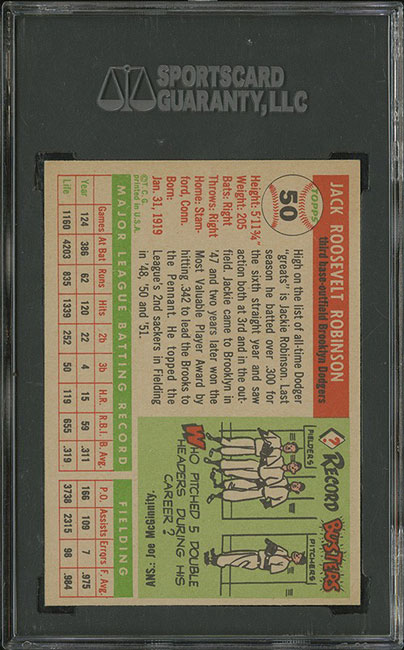 SPORTSCARD
GUARANTY, LLC
TOPPS
50
JACK ROOSEVELT ROBINSON
third base-outfield Brooklyn Dodgers
Height: 5'11¾"
Weight: 205
Bats: Right
Throws: Right
Home: Stam-
ford, Conn.
Born:
Jan. 31, 1919
©T. C. G.
printed in U.S.A.
High on the list of all-time Dodger
"greats" is Jackie Robinson. Last
season he batted over .300 for
the sixth straight year and saw
action both at 3rd and in the out-
field. Jackie came to Brooklyn in
'47 and two years later won the
Most Valuable Player Award by
hitting .342 to lead the Brooks to
the Pennant. He topped the
League's 2nd sackers in Fielding
in '48, '50 and '51.
RECORD BUSTERS
FIELDERS
PITCHERS
WHO PITCHED 5 DOUBLE
HEADERS DURING HIS
CAREER?
ANS.: Joe McGinnity.
MAJOR LEAGUE BATTING RECORD FIELDING
Games At Bat Runs Hits 2b 3b H.R. R.B.I. B. Avg. P.O. Assists Errors F. Avg.
Year 124 386 62 120 22 4 15 59 .311 166 109 7 .975
Life 1160 4203 835 1339 252 50 119 655 .319 3738 2315 98 .984